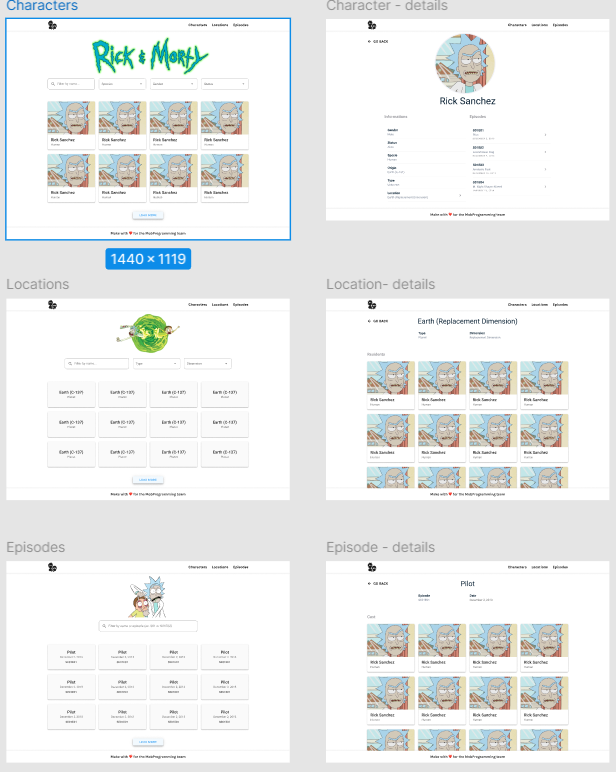 Characters
Characters Locations Episodes
Rick & Morty
Filter by name...
Species
Gender
Status
Rick Sanchez Rick Sanchez Rick Sanchez Rick Sanchez
Human Human Human Human
Rick Sanchez Rick Sanchez Rick Sanchez Rick Sanchez
Human Human Human Human
LOAD MORE
Make with ❤ for the MobProgramming team
1440 × 1119
Character - details
Characters Locations Episodes
← GO BACK
Rick Sanchez
Informations
Gender
Status
Specie
Human
Origin
Type
Location
Episodes
S01E01
Pilot
S01E02
S01E03
S01E04
Make with ❤ for the MobProgramming team
Locations
Characters Locations Episodes
Filter by name...
Type
Dimension
Earth (C-137) Earth (C-137) Earth (C-137) Earth (C-137)
Planet Planet Planet Planet
Earth (C-137) Earth (C-137) Earth (C-137) Earth (C-137)
Planet Planet Planet Planet
Earth (C-137) Earth (C-137) Earth (C-137) Earth (C-137)
Planet Planet Planet Planet
LOAD MORE
Make with ❤ for the MobProgramming team
Location- details
Characters Locations Episodes
← GO BACK
Earth (Replacement Dimension)
Type Dimension
Planet Replacement Dimension
Residents
Rick Sanchez Rick Sanchez Rick Sanchez Rick Sanchez
Human Human Human Human
Rick Sanchez Rick Sanchez Rick Sanchez Rick Sanchez
Human Human Human Human
Make with ❤ for the MobProgramming team
Episodes
Characters Locations Episodes
Pilot Pilot Pilot Pilot
December 2, 2013 December 2, 2013 December 2, 2013 December 2, 2013
S01E01 S01E01 S01E01 S01E01
Pilot Pilot Pilot Pilot
December 2, 2013 December 2, 2013 December 2, 2013 December 2, 2013
S01E01 S01E01 S01E01 S01E01
Pilot Pilot Pilot Pilot
December 2, 2013 December 2, 2013 December 2, 2013 December 2, 2013
S01E01 S01E01 S01E01 S01E01
LOAD MORE
Make with ❤ for the MobProgramming team
Episode - details
Characters Locations Episodes
← GO BACK
Pilot
Episode Date
S01E01 December 2, 2013
Cast
Rick Sanchez Rick Sanchez Rick Sanchez Rick Sanchez
Human Human Human Human
Rick Sanchez Rick Sanchez Rick Sanchez Rick Sanchez
Human Human Human Human
Make with ❤ for the MobProgramming team